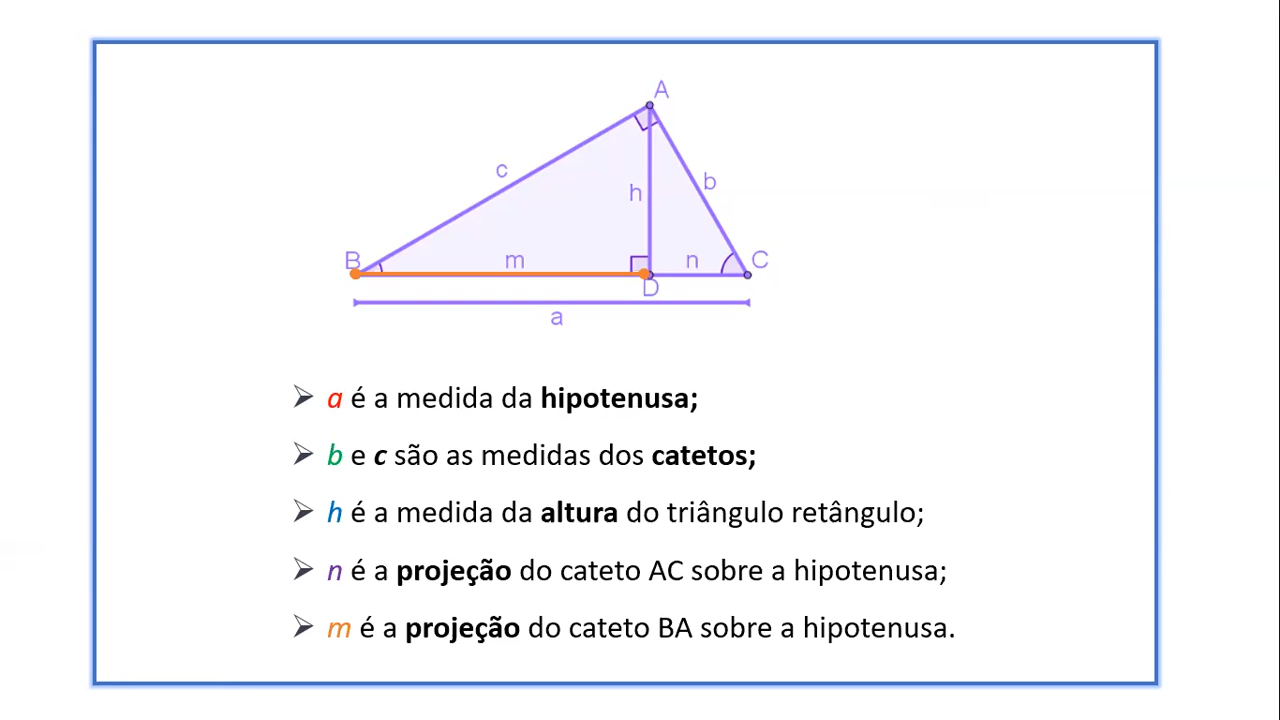 A
c
h
b
B
m
n
C
D
a
a é a medida da hipotenusa;
b e c são as medidas dos catetos;
h é a medida da altura do triângulo retângulo;
n é a projeção do cateto AC sobre a hipotenusa;
m é a projeção do cateto BA sobre a hipotenusa.